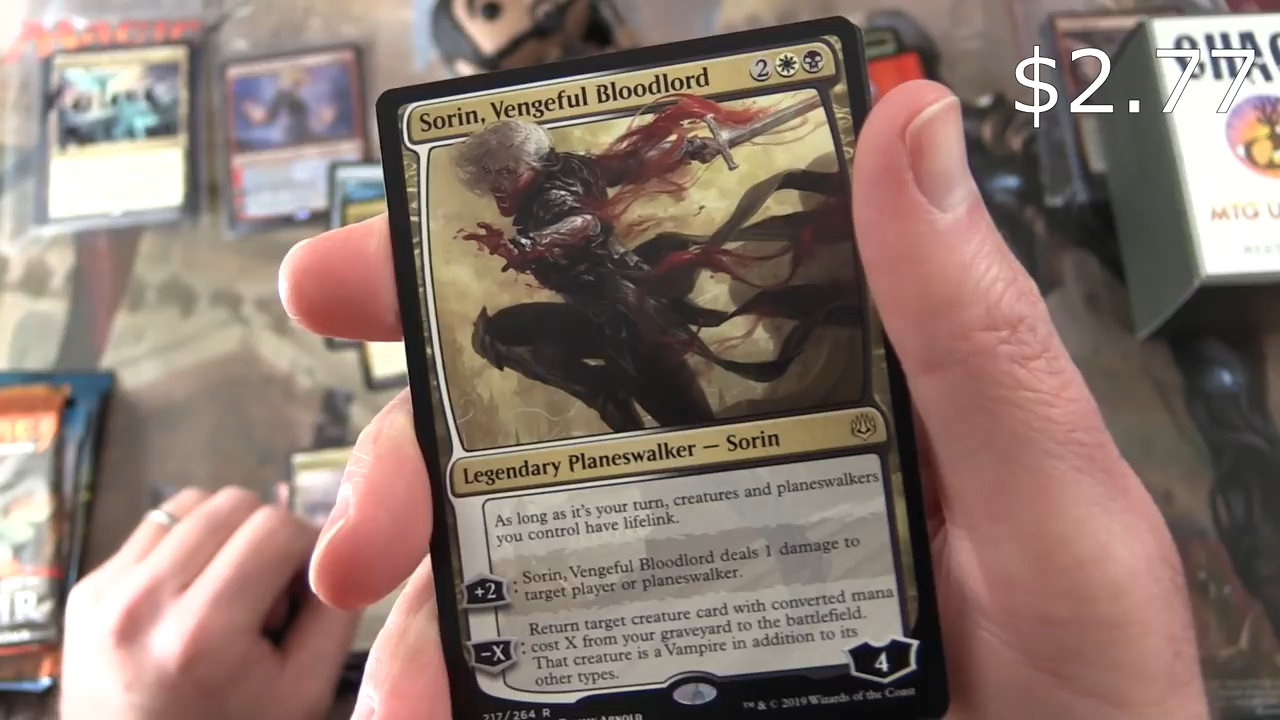 MAGIC
$2.77
MTG
Sorin, Vengeful Bloodlord
2
Legendary Planeswalker — Sorin
As long as it's your turn, creatures and planeswalkers
you control have lifelink.
+2 : Sorin, Vengeful Bloodlord deals 1 damage to
target player or planeswalker.
Return target creature card with converted mana
-X : cost X from your graveyard to the battlefield.
That creature is a Vampire in addition to its
other types.
4
217/264 R
™ & © 2019 Wizards of the Coast